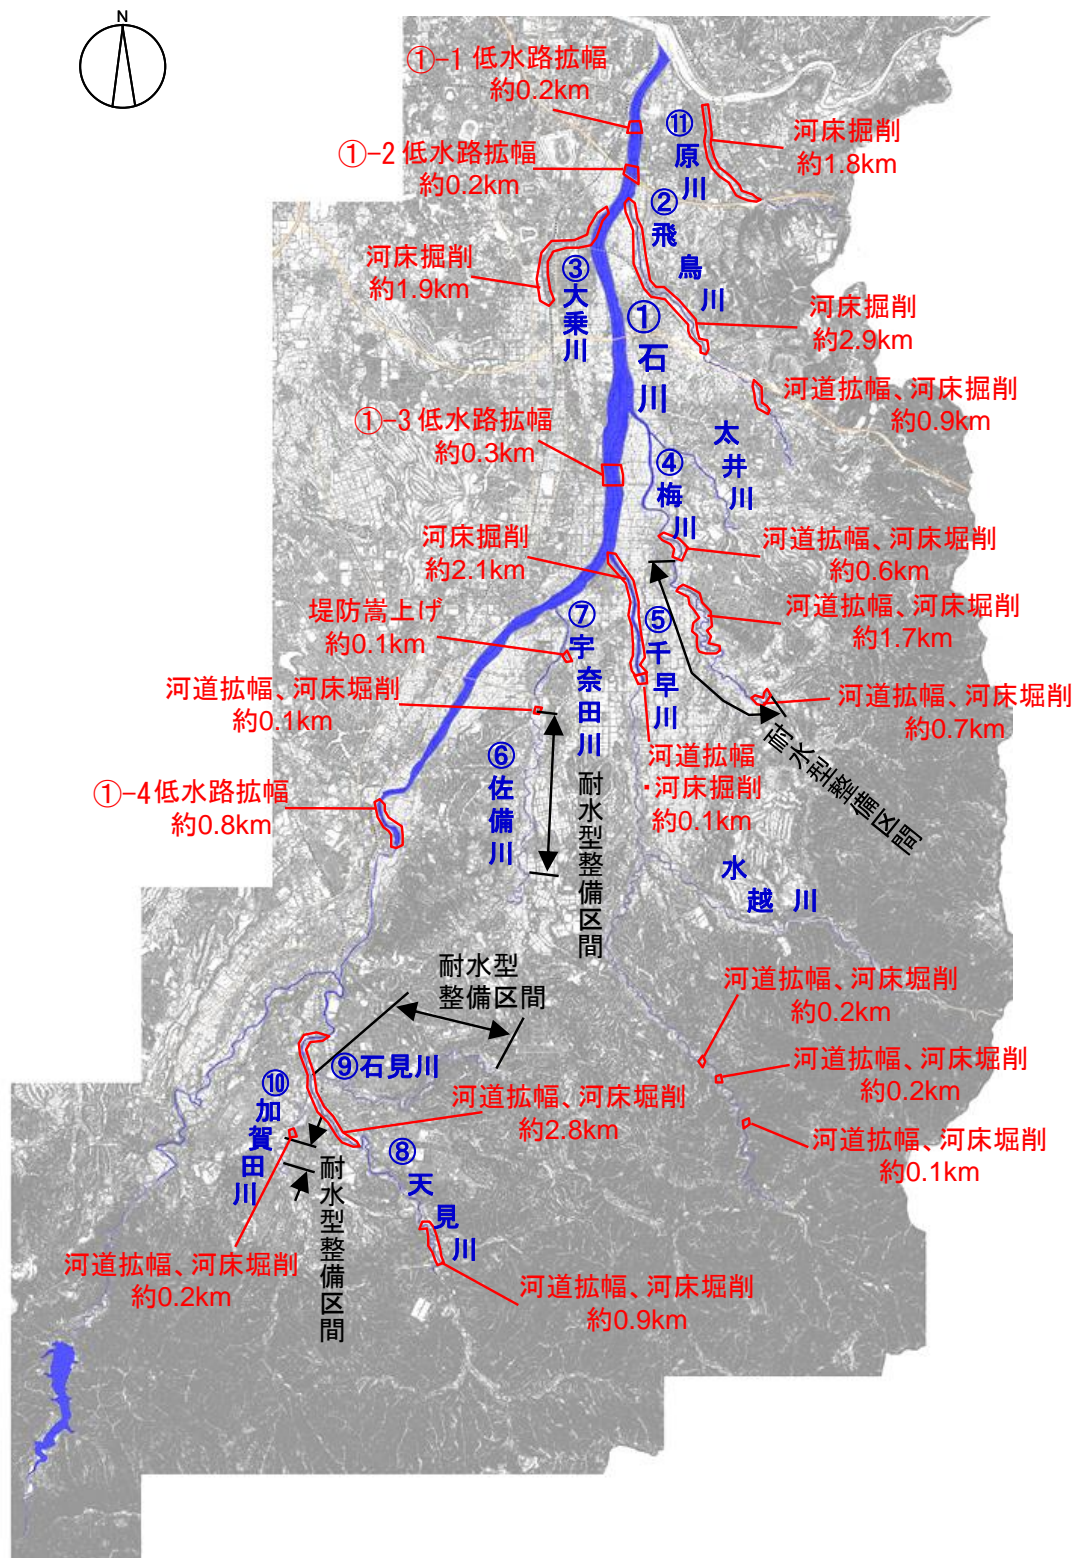 N
①-1 低水路拡幅
約0.2km
①-2 低水路拡幅
約0.2km
⑪原川
河床掘削
約1.8km
②飛鳥川
河床掘削
約1.9km
③大乗川
①石川
河床掘削
約2.9km
河道拡幅、河床掘削
約0.9km
①-3 低水路拡幅
約0.3km
太井川
④梅川
河床掘削
約2.1km
河道拡幅、河床堀削
約0.6km
堤防嵩上げ
約0.1km
⑦宇奈田川
⑤千早川
河道拡幅、河床堀削
約1.7km
河道拡幅、河床堀削
約0.1km
河道拡幅、河床堀削
約0.7km
耐水型整備区間
⑥佐備川
耐水型整備区間
河道拡幅
・河床掘削
約0.1km
①-4低水路拡幅
約0.8km
水越川
耐水型
整備区間
河道拡幅、河床堀削
約0.2km
⑨石見川
河道拡幅、河床堀削
約0.2km
⑩加賀田川
河道拡幅、河床堀削
約2.8km
河道拡幅、河床堀削
約0.1km
⑧天見川
耐水型整備区間
河道拡幅、河床堀削
約0.2km
河道拡幅、河床堀削
約0.9km